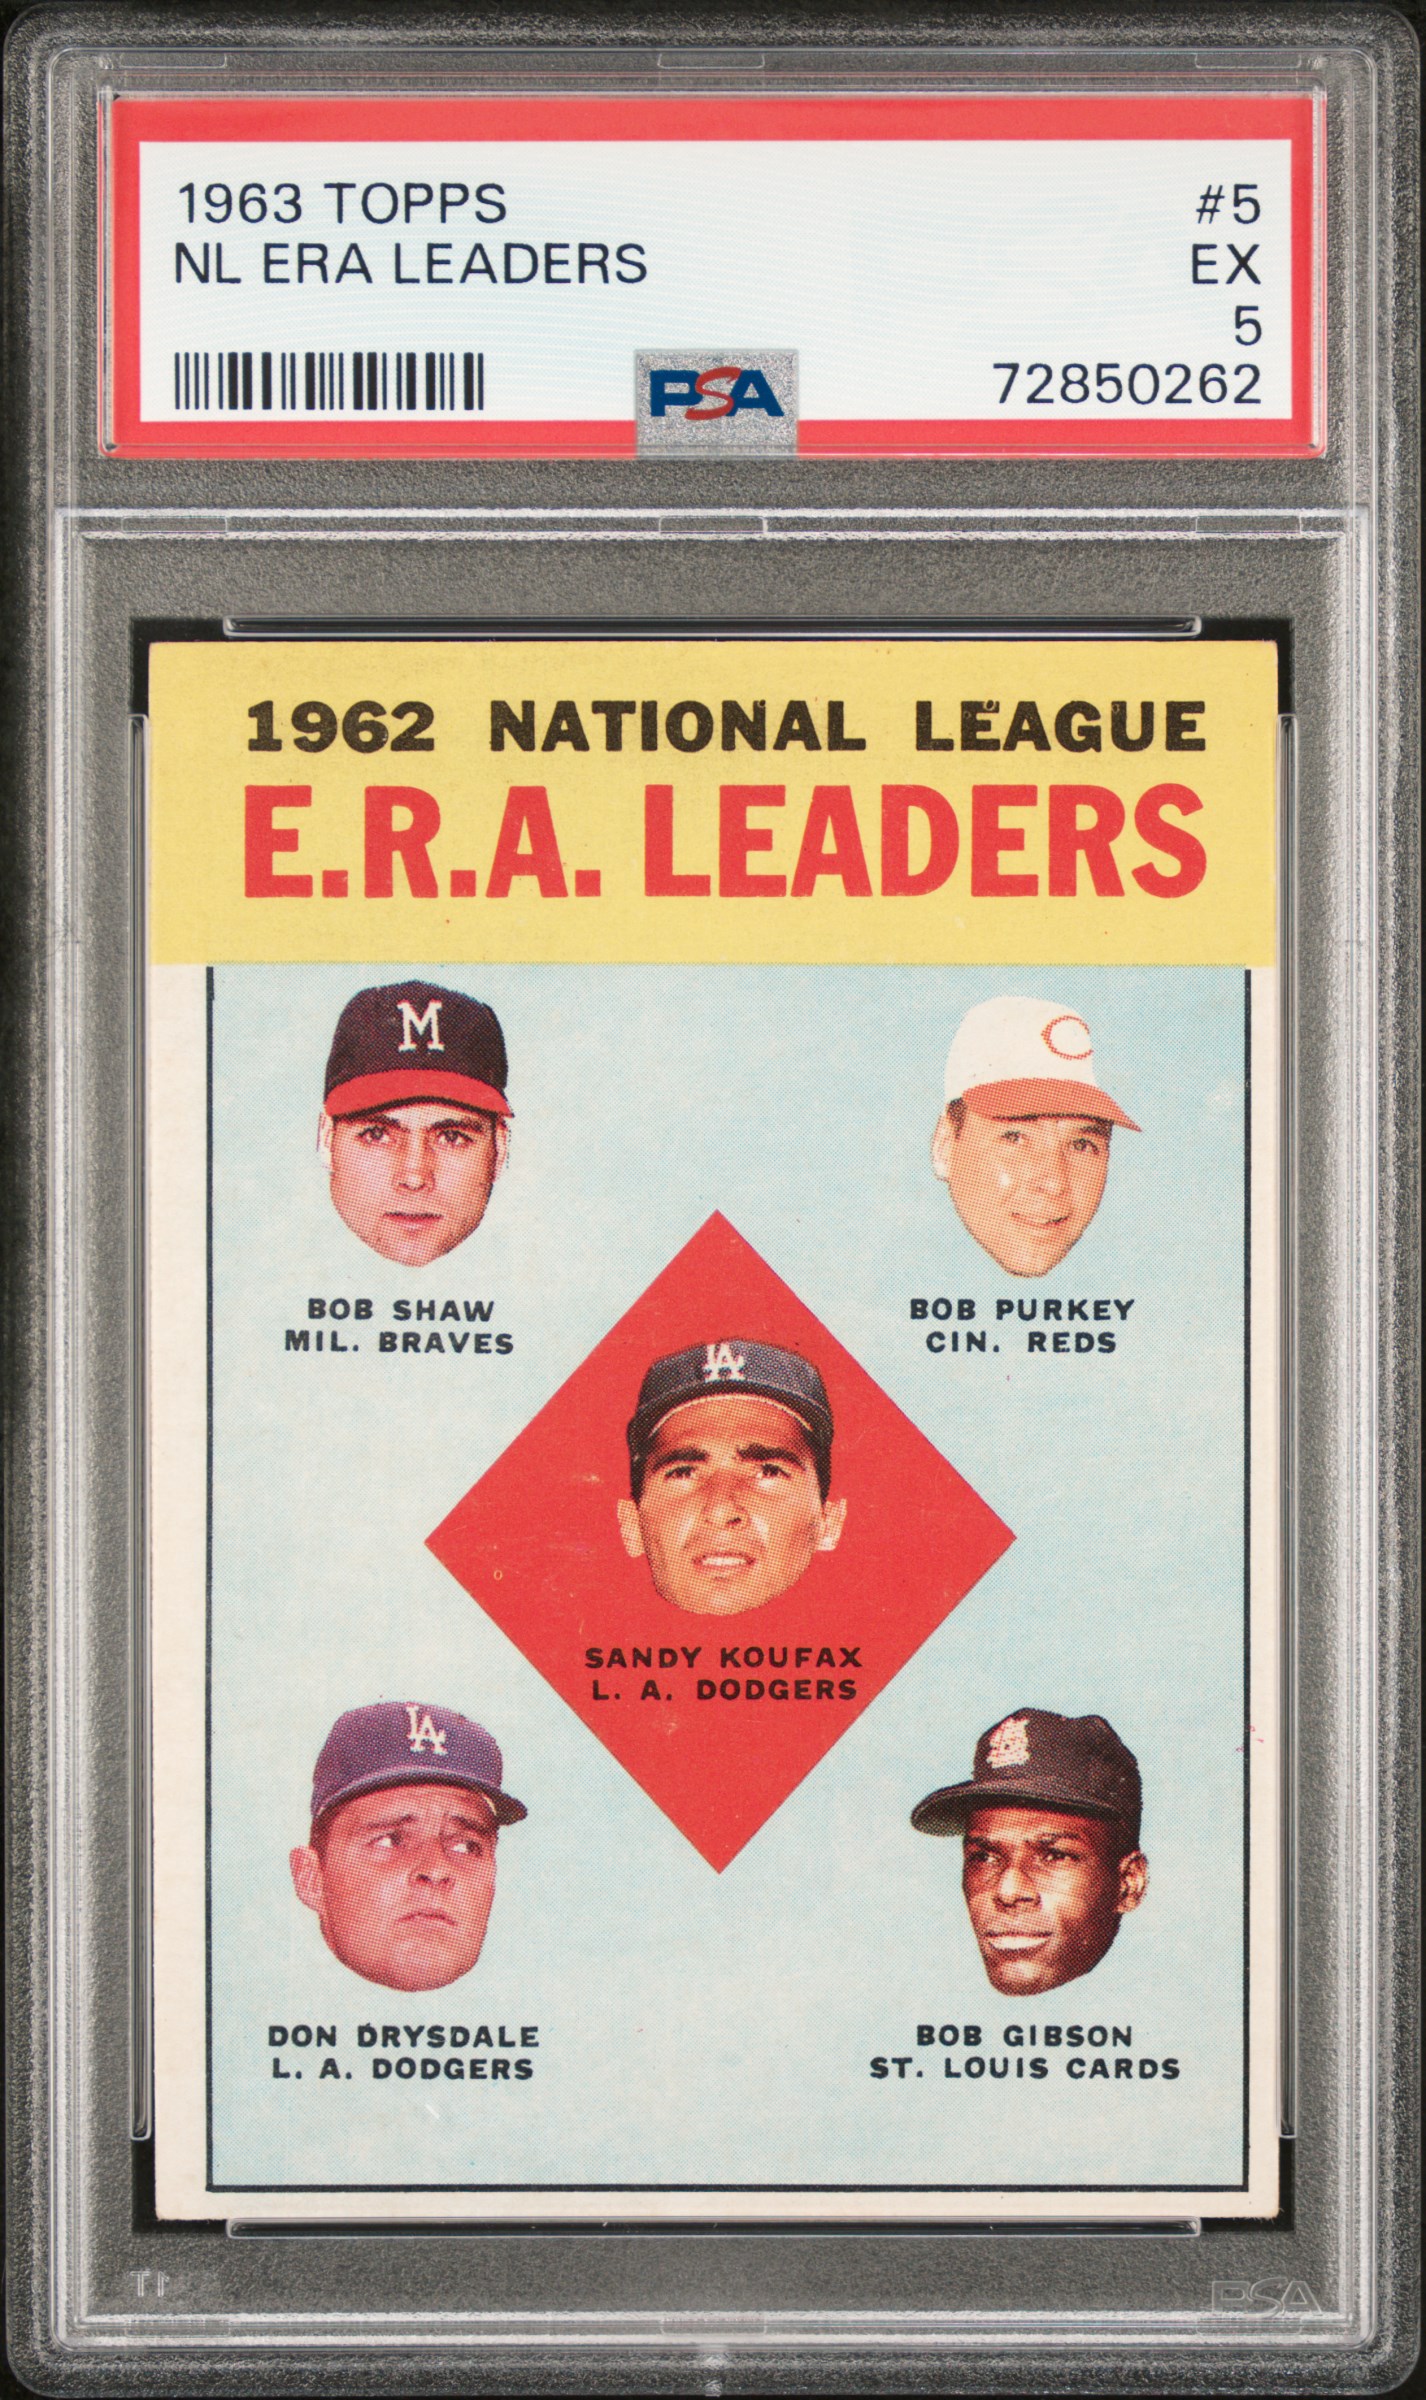 1963 TOPPS #5
NL ERA LEADERS EX
5
PSA 72850262
1962 NATIONAL LEAGUE
E.R.A. LEADERS
M
C
BOB SHAW
MIL. BRAVES
BOB PURKEY
CIN. REDS
LA
SANDY KOUFAX
L. A. DODGERS
LA
STL
DON DRYSDALE
L. A. DODGERS
BOB GIBSON
ST. LOUIS CARDS
PSA